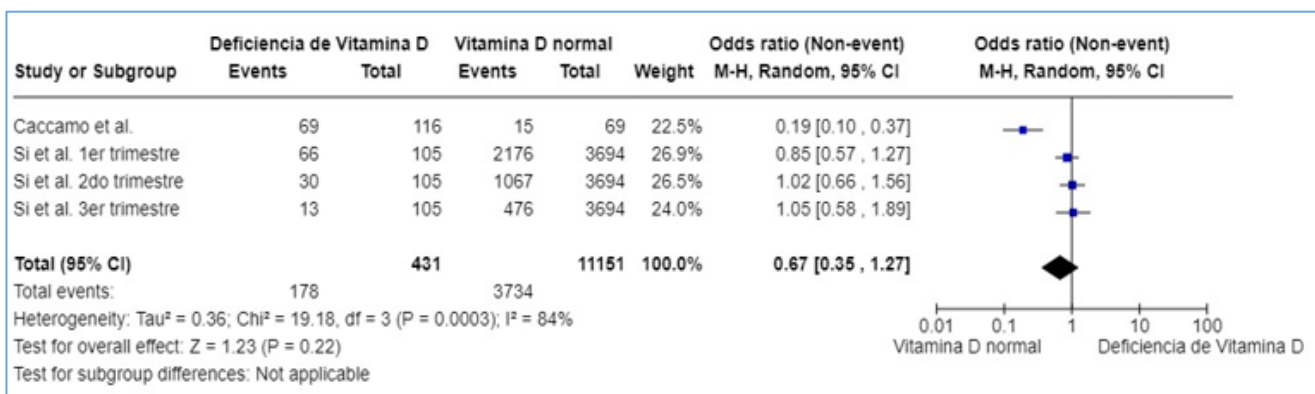 Deficiencia de Vitamina D Vitamina D normal Odds ratio (Non-event) Odds ratio (Non-event)
Study or Subgroup Events Total Events Total Weight M-H, Random, 95% CI M-H, Random, 95% CI
Caccamo et al. 69 116 15 69 22.5% 0.19 [0.10 , 0.37]
Si et al. 1er trimestre 66 105 2176 3694 26.9% 0.85 [0.57 , 1.27]
Si et al. 2do trimestre 30 105 1067 3694 26.5% 1.02 [0.66 , 1.56]
Si et al. 3er trimestre 13 105 476 3694 24.0% 1.05 [0.58 , 1.89]
Total (95% CI) 431 11151 100.0% 0.67 [0.35 , 1.27]
Total events: 178 3734
Heterogeneity: Tau² = 0.36; Chi² = 19.18, df = 3 (P = 0.0003); I² = 84%
Test for overall effect: Z = 1.23 (P = 0.22)
Test for subgroup differences: Not applicable
0.01 0.1 1 10 100
Vitamina D normal Deficiencia de Vitamina D